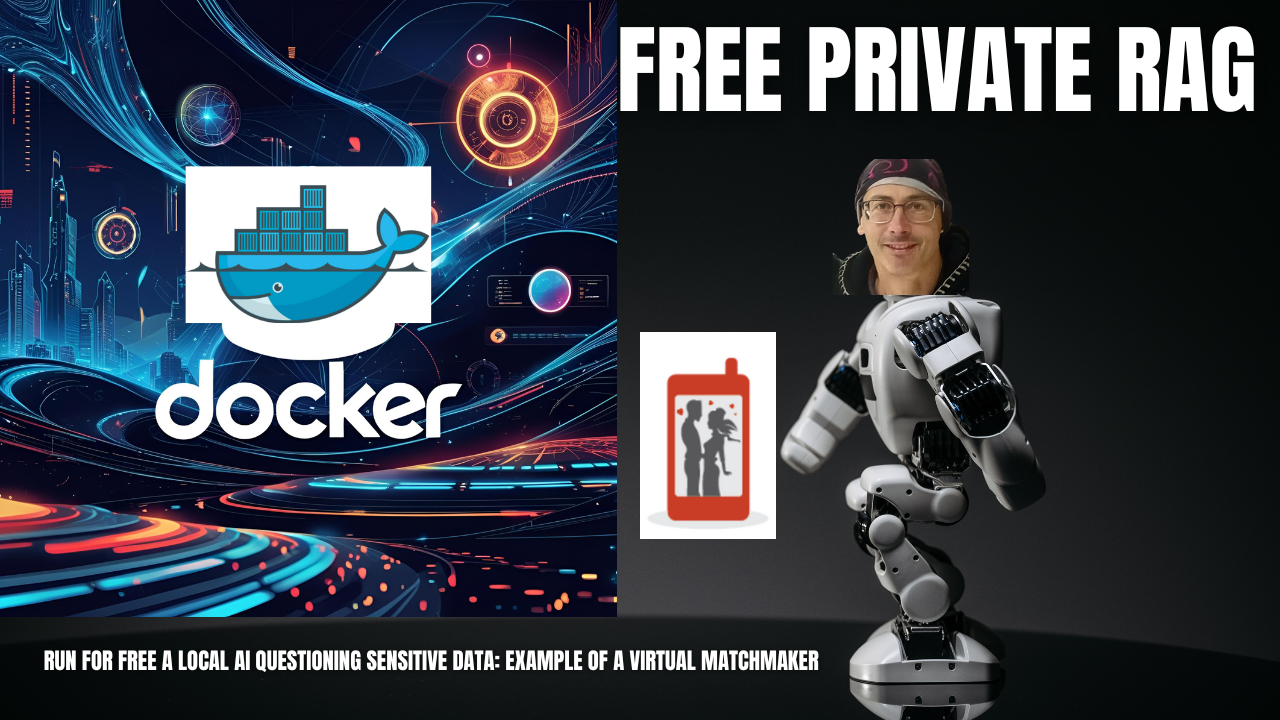 FREE PRIVATE RAG
docker
RUN FOR FREE A LOCAL AI QUESTIONING SENSITIVE DATA: EXAMPLE OF A VIRTUAL MATCHMAKER